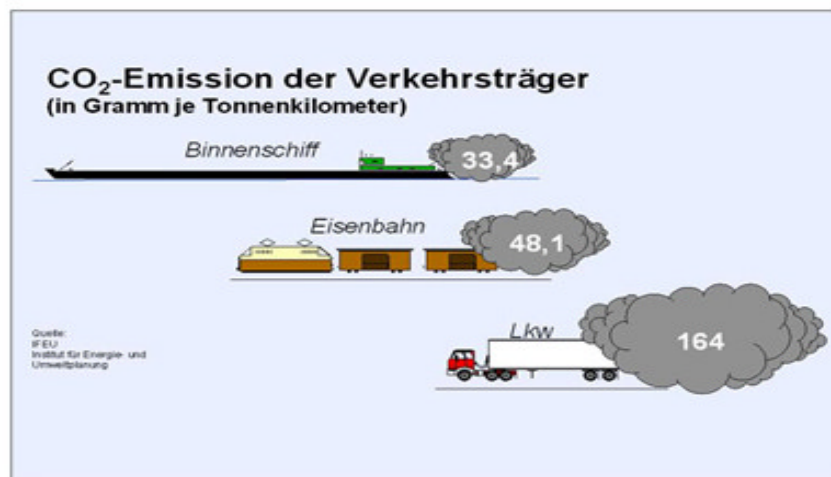 CO₂-Emission der Verkehrsträger
(in Gramm je Tonnenkilometer)
Binnenschiff
33,4
Eisenbahn
48,1
Lkw
164
Quelle:
IFEU
Institut für Energie- und
Umweltplanung